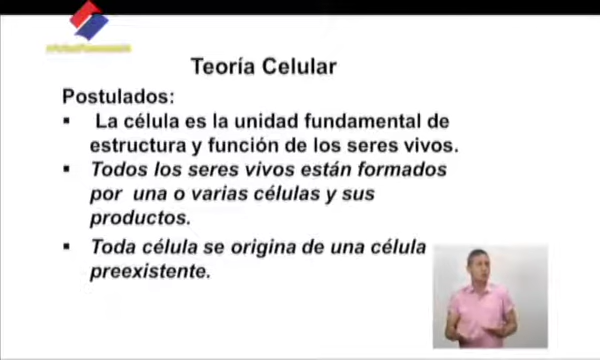 Teoría Celular
Postulados:
▪ La célula es la unidad fundamental de
estructura y función de los seres vivos.
▪ Todos los seres vivos están formados
por una o varias células y sus
productos.
▪ Toda célula se origina de una célula
preexistente.